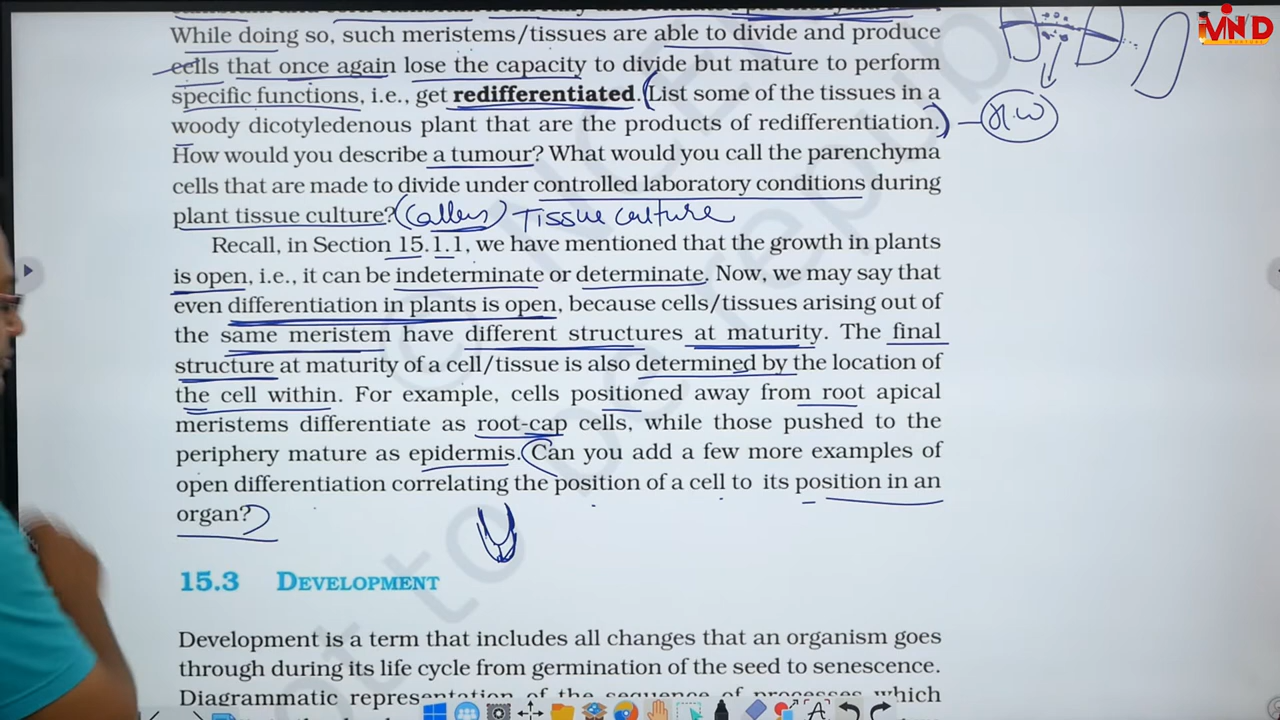 While doing so, such meristems/tissues are able to divide and produce
cells that once again lose the capacity to divide but mature to perform
specific functions, i.e., get redifferentiated. (List some of the tissues in a
woody dicotyledenous plant that are the products of redifferentiation.) H.W
How would you describe a tumour? What would you call the parenchyma
cells that are made to divide under controlled laboratory conditions during
plant tissue culture? (callus) Tissue culture
Recall, in Section 15.1.1, we have mentioned that the growth in plants
is open, i.e., it can be indeterminate or determinate. Now, we may say that
even differentiation in plants is open, because cells/tissues arising out of
the same meristem have different structures at maturity. The final
structure at maturity of a cell/tissue is also determined by the location of
the cell within. For example, cells positioned away from root apical
meristems differentiate as root-cap cells, while those pushed to the
periphery mature as epidermis. Can you add a few more examples of
open differentiation correlating the position of a cell to its position in an
organ?
15.3 DEVELOPMENT
Development is a term that includes all changes that an organism goes
through during its life cycle from germination of the seed to senescence.
Diagrammatic representation of the sequence of processes which
MIND